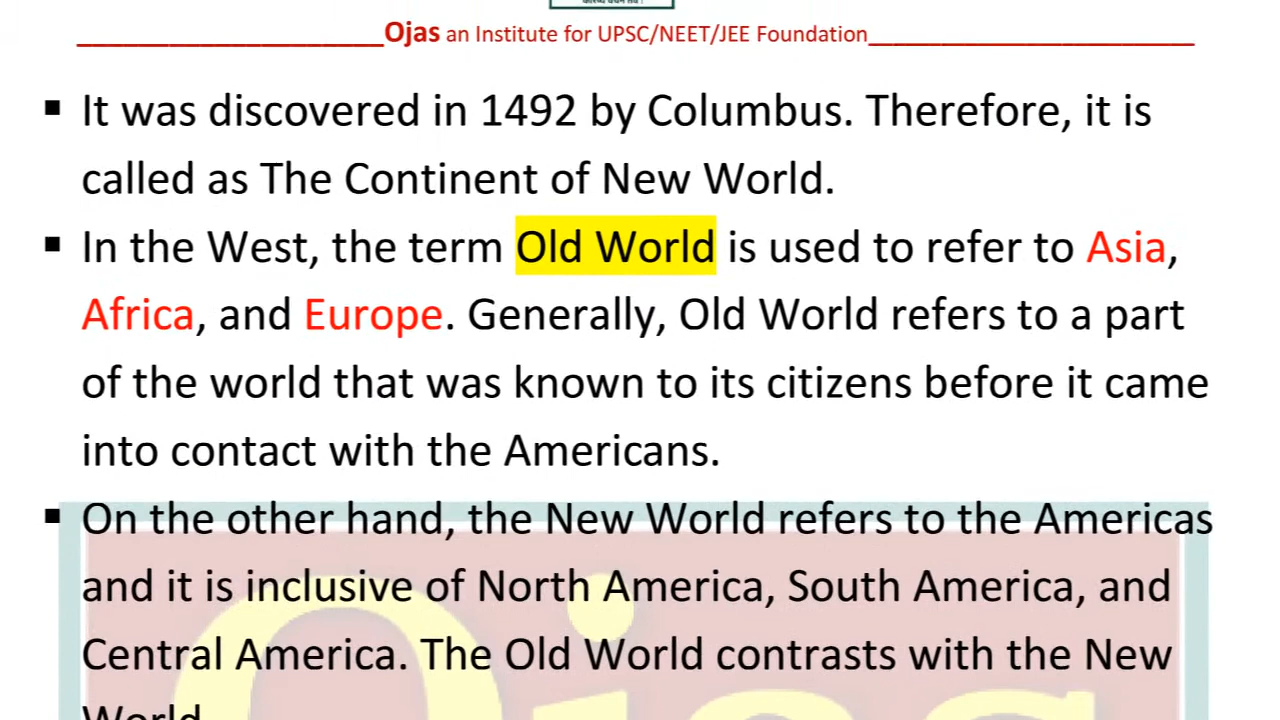 Ojas an Institute for UPSC/NEET/JEE Foundation
▪ It was discovered in 1492 by Columbus. Therefore, it is
called as The Continent of New World.
▪ In the West, the term Old World is used to refer to Asia,
Africa, and Europe. Generally, Old World refers to a part
of the world that was known to its citizens before it came
into contact with the Americans.
▪ On the other hand, the New World refers to the Americas
and it is inclusive of North America, South America, and
Central America. The Old World contrasts with the New
World.
Ojas